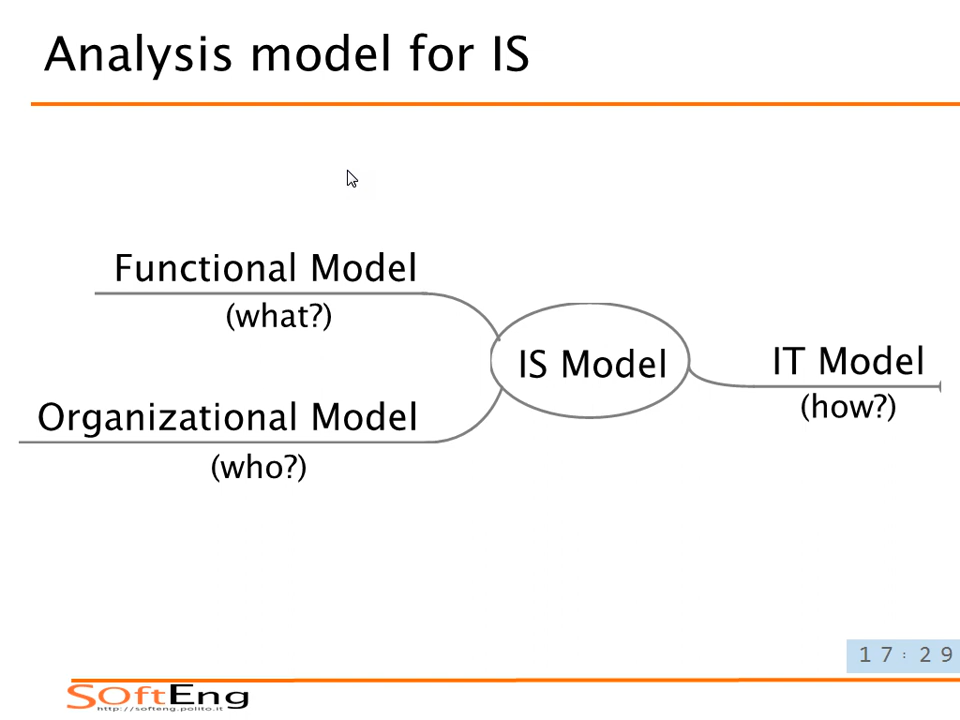 Analysis model for IS
Functional Model
(what?)
IS Model
IT Model
(how?)
Organizational Model
(who?)
17:29
SoftEng
http://softeng.polito.it